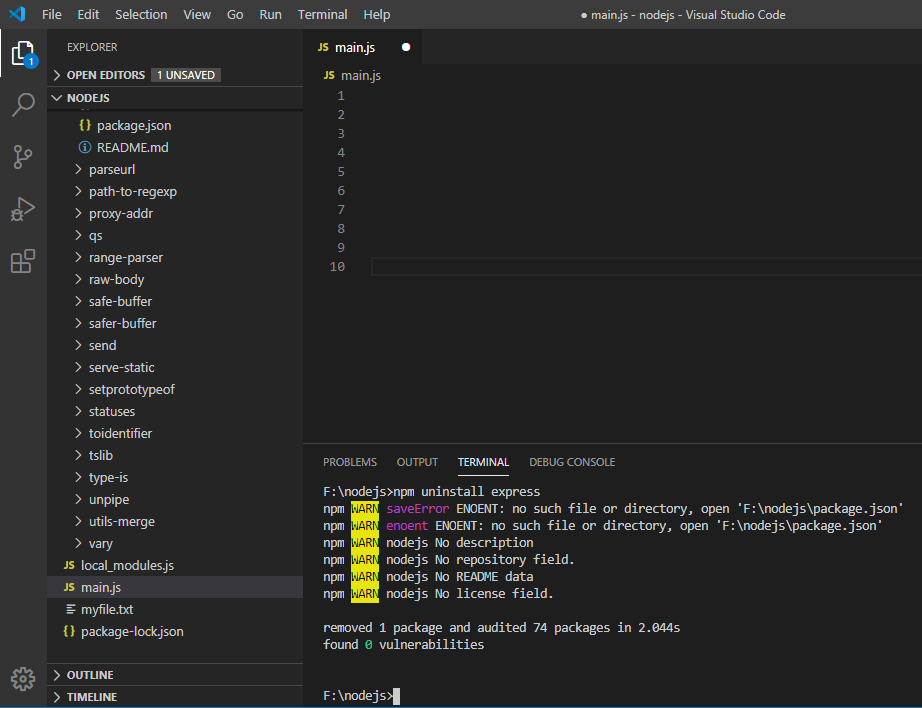 File Edit Selection View Go Run Terminal Help
● main.js - nodejs - Visual Studio Code
1
EXPLORER
OPEN EDITORS 1 UNSAVED
NODEJS
{} package.json
README.md
parseurl
path-to-regexp
proxy-addr
qs
range-parser
raw-body
safe-buffer
safer-buffer
send
serve-static
setprototypeof
statuses
toidentifier
tslib
type-is
unpipe
utils-merge
vary
JS local_modules.js
JS main.js
myfile.txt
{} package-lock.json
OUTLINE
TIMELINE
JS main.js ●
JS main.js
1
2
3
4
5
6
7
8
9
10
PROBLEMS OUTPUT TERMINAL DEBUG CONSOLE
F:\nodejs>npm uninstall express
npm WARN saveError ENOENT: no such file or directory, open 'F:\nodejs\package.json'
npm WARN enoent ENOENT: no such file or directory, open 'F:\nodejs\package.json'
npm WARN nodejs No description
npm WARN nodejs No repository field.
npm WARN nodejs No README data
npm WARN nodejs No license field.
removed 1 package and audited 74 packages in 2.044s
found 0 vulnerabilities
F:\nodejs>